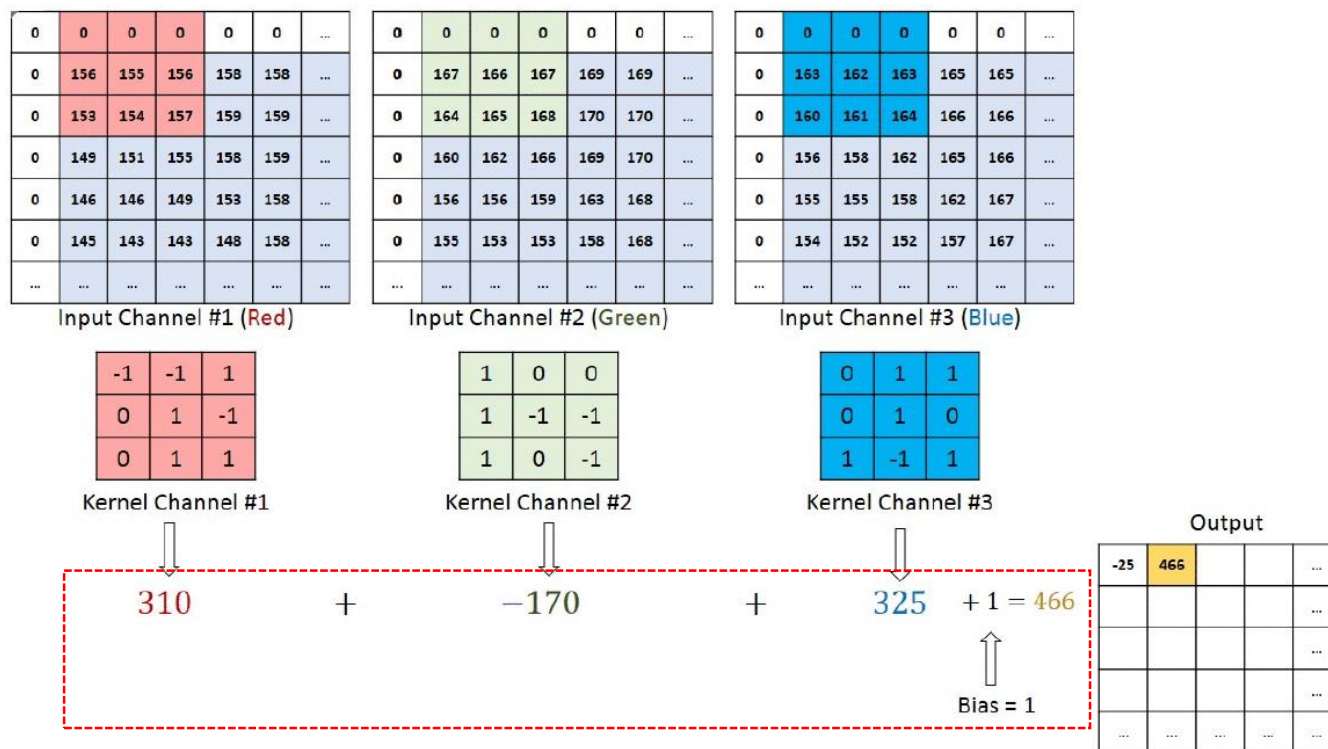 0 0 0 0 0 0 ...
0 156 155 156 158 158 ...
0 153 154 157 159 159 ...
0 149 151 155 158 159 ...
0 146 146 149 153 158 ...
0 145 143 143 148 158 ...
... ... ... ... ... ... ...
Input Channel #1 (Red)
0 0 0 0 0 0 ...
0 167 166 167 169 169 ...
0 164 165 168 170 170 ...
0 160 162 166 169 170 ...
0 156 156 159 163 168 ...
0 155 153 153 158 168 ...
... ... ... ... ... ... ...
Input Channel #2 (Green)
0 0 0 0 0 0 ...
0 163 162 163 165 165 ...
0 160 161 164 166 166 ...
0 156 158 162 165 166 ...
0 155 155 158 162 167 ...
0 154 152 152 157 167 ...
... ... ... ... ... ... ...
Input Channel #3 (Blue)
-1 -1 1
0 1 -1
0 1 1
Kernel Channel #1
1 0 0
1 -1 -1
1 0 -1
Kernel Channel #2
0 1 1
0 1 0
1 -1 1
Kernel Channel #3
310 + −170 + 325 + 1 = 466
Bias = 1
Output
-25 466 ...
...
...
...
... ... ... ... ...